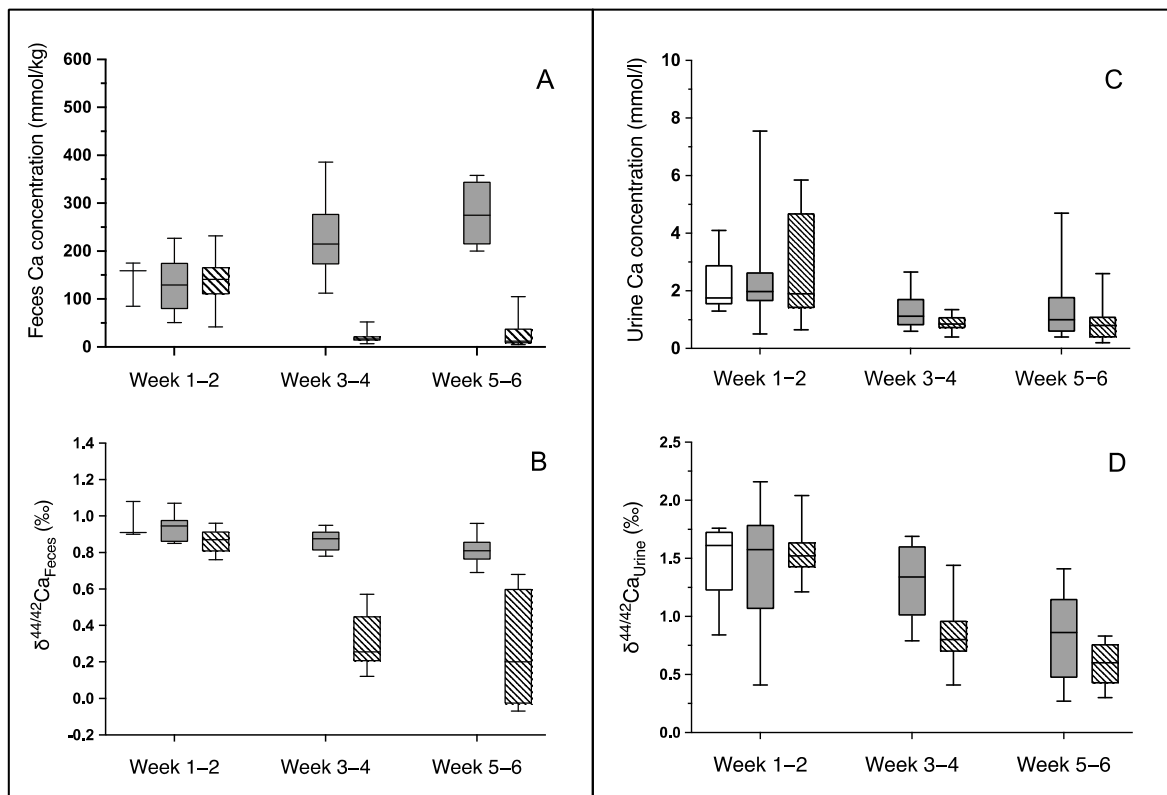 A
Feces Ca concentration (mmol/kg)
600
500
400
300
200
100
0
Week 1–2
Week 3–4
Week 5–6
B
δ44/42CaFeces (‰)
1.4
1.2
1.0
0.8
0.6
0.4
0.2
0.0
-0.2
Week 1–2
Week 3–4
Week 5–6
C
Urine Ca concentration (mmol/l)
10
8
6
4
2
0
Week 1–2
Week 3–4
Week 5–6
D
δ44/42CaUrine (‰)
2.5
2.0
1.5
1.0
0.5
0.0
Week 1–2
Week 3–4
Week 5–6